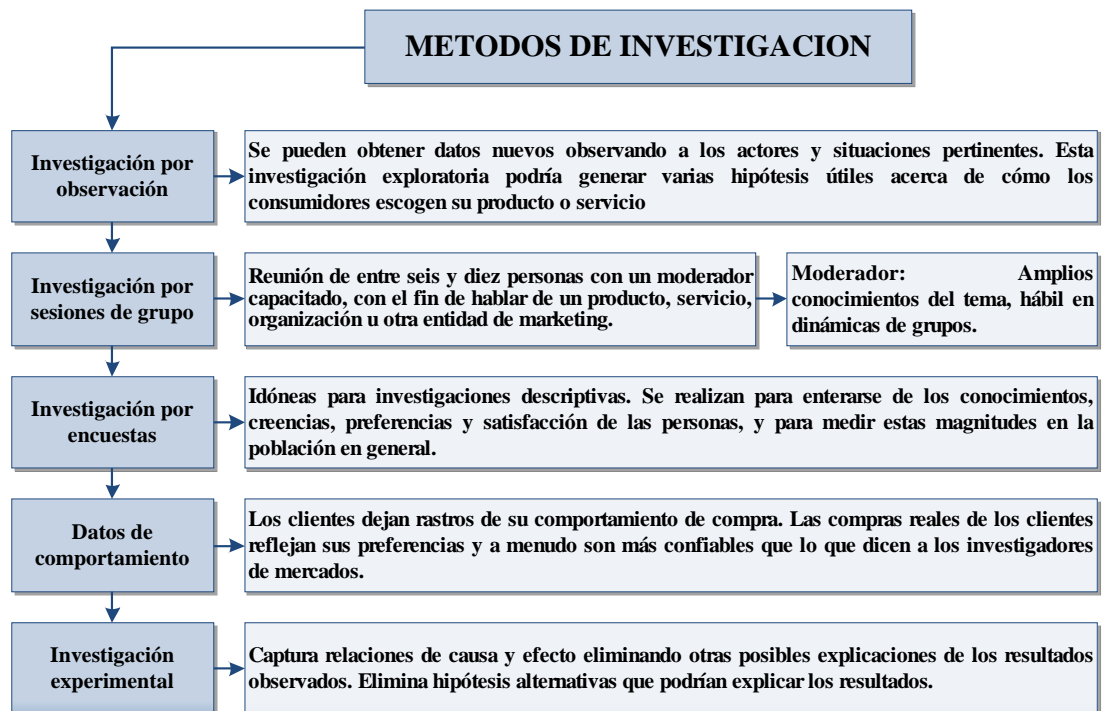 METODOS DE INVESTIGACION
Investigación por
observación
Se pueden obtener datos nuevos observando a los actores y situaciones pertinentes. Esta
investigación exploratoria podría generar varias hipótesis útiles acerca de cómo los
consumidores escogen su producto o servicio
Investigación por
sesiones de grupo
Reunión de entre seis y diez personas con un moderador
capacitado, con el fin de hablar de un producto, servicio,
organización u otra entidad de marketing.
Moderador: Amplios
conocimientos del tema, hábil en
dinámicas de grupos.
Investigación por
encuestas
Idóneas para investigaciones descriptivas. Se realizan para enterarse de los conocimientos,
creencias, preferencias y satisfacción de las personas, y para medir estas magnitudes en la
población en general.
Datos de
comportamiento
Los clientes dejan rastros de su comportamiento de compra. Las compras reales de los clientes
reflejan sus preferencias y a menudo son más confiables que lo que dicen a los investigadores
de mercados.
Investigación
experimental
Captura relaciones de causa y efecto eliminando otras posibles explicaciones de los resultados
observados. Elimina hipótesis alternativas que podrían explicar los resultados.